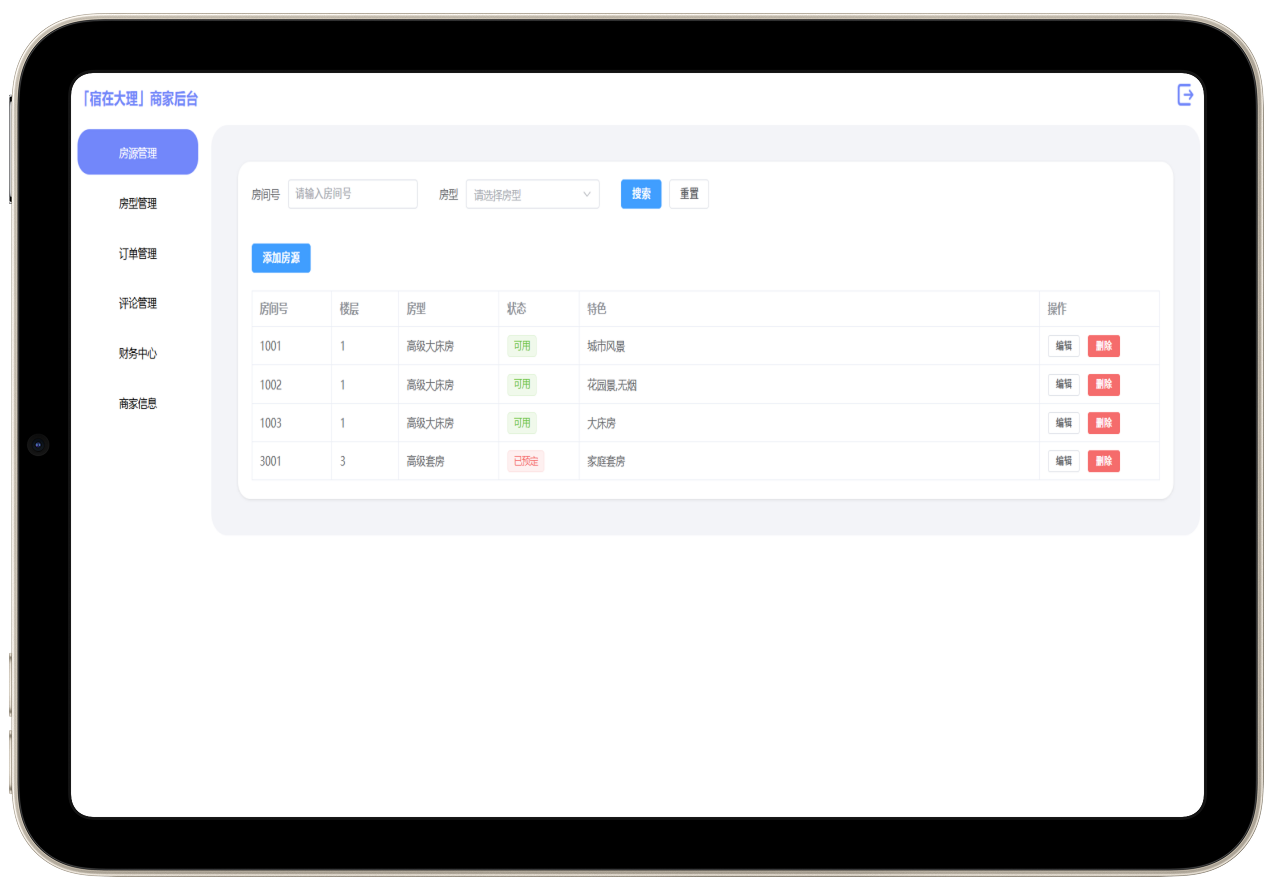 「宿在大理」商家后台
房源管理
房型管理
订单管理
评论管理
财务中心
商家信息
房间号 请输入房间号 房型 请选择房型 搜索 重置
添加房源
房间号 楼层 房型 状态 特色 操作
1001 1 高级大床房 可用 城市风景 编辑 删除
1002 1 高级大床房 可用 花园景,无烟 编辑 删除
1003 1 高级大床房 可用 大床房 编辑 删除
3001 3 高级套房 已预定 家庭套房 编辑 删除